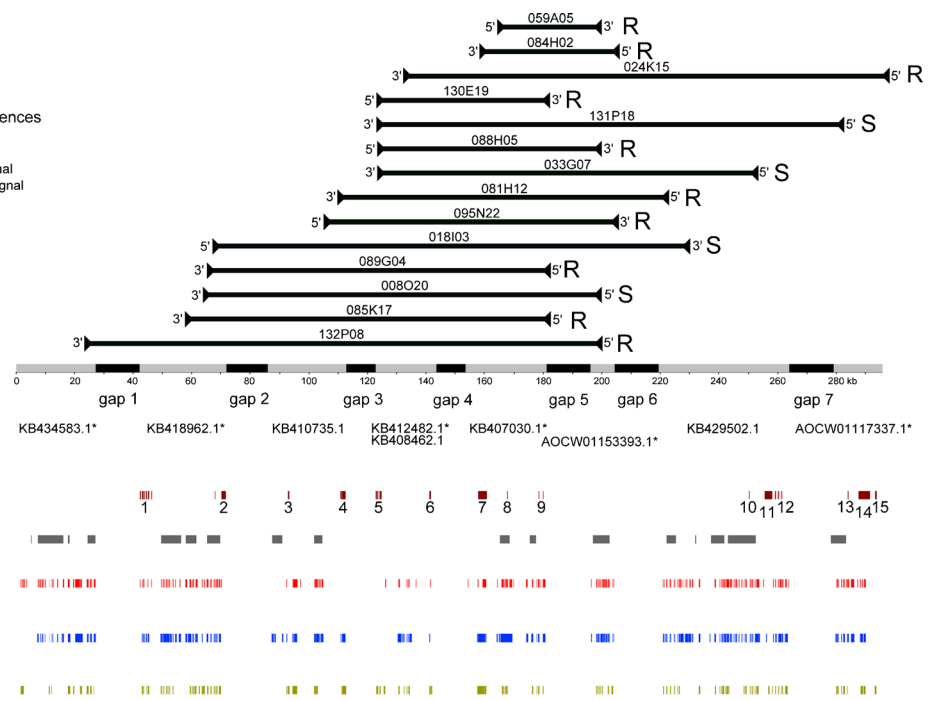 5' 059A05 3' R
3' 084H02 5' R
3' 024K15 5' R
5' 130E19 3' R
ences
3' 131P18 5' S
5' 088H05 3' R
nal
3' 033G07 5' S
gnal
3' 081H12 5' R
5' 095N22 3' R
5' 018I03 3' S
3' 089G04 5' R
3' 008O20 5' S
3' 085K17 5' R
3' 132P08 5' R
0 20 40 60 80 100 120 140 160 180 200 220 240 260 280 kb
gap 1 gap 2 gap 3 gap 4 gap 5 gap 6 gap 7
KB434583.1* KB418962.1* KB410735.1 KB412482.1* KB407030.1* KB429502.1 AOCW01117337.1*
KB408462.1 AOCW01153393.1*
1 2 3 4 5 6 7 8 9 10 11 12 13 14 15